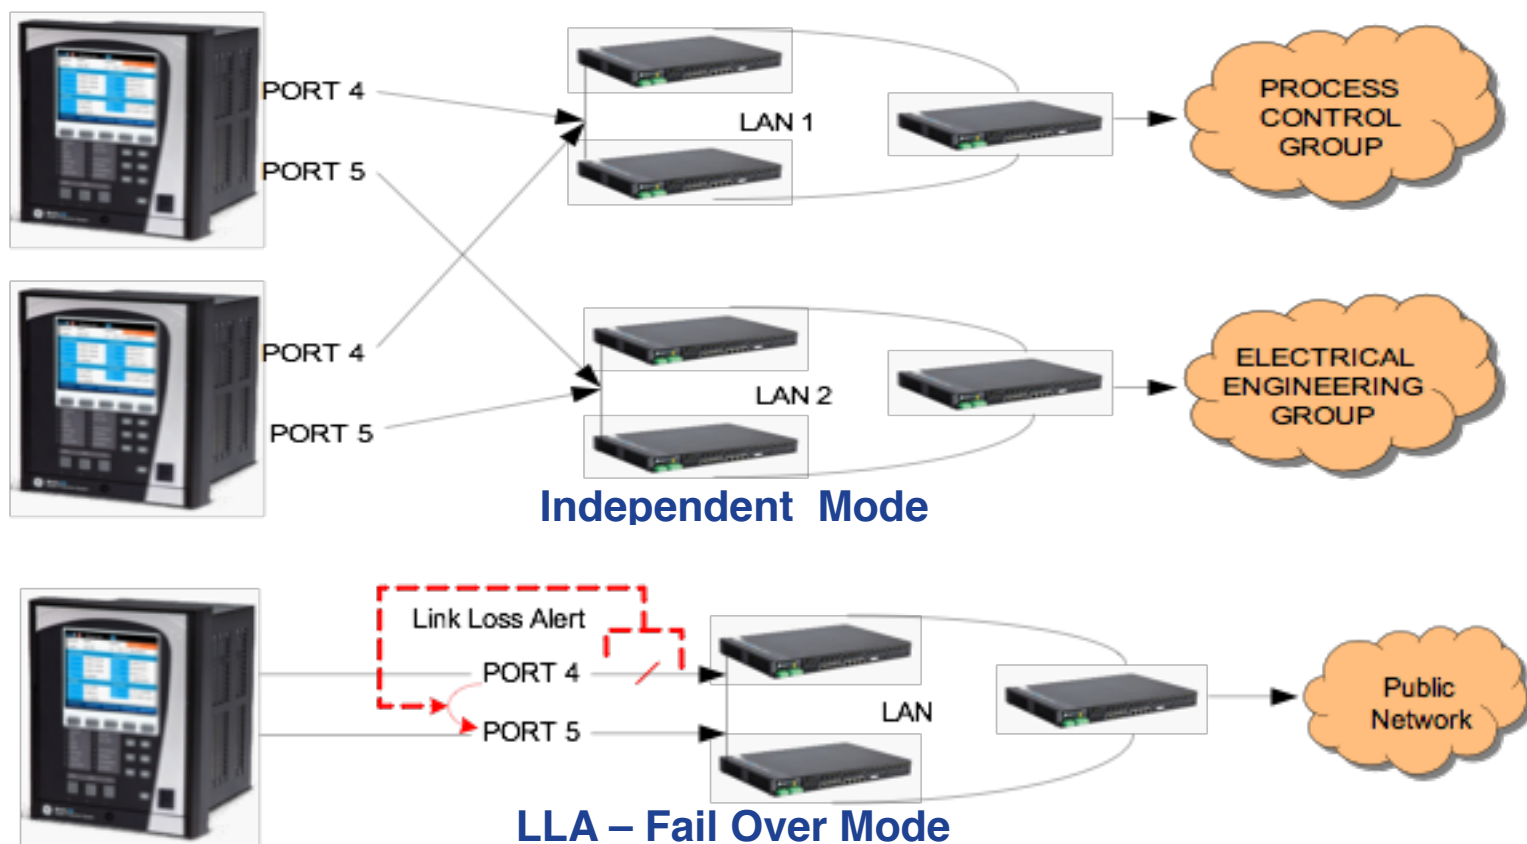 PORT 4
PORT 5
LAN 1
PROCESS
CONTROL
GROUP
PORT 4
PORT 5
LAN 2
ELECTRICAL
ENGINEERING
GROUP
Independent Mode
Link Loss Alert
PORT 4
PORT 5
LAN
Public
Network
LLA – Fail Over Mode